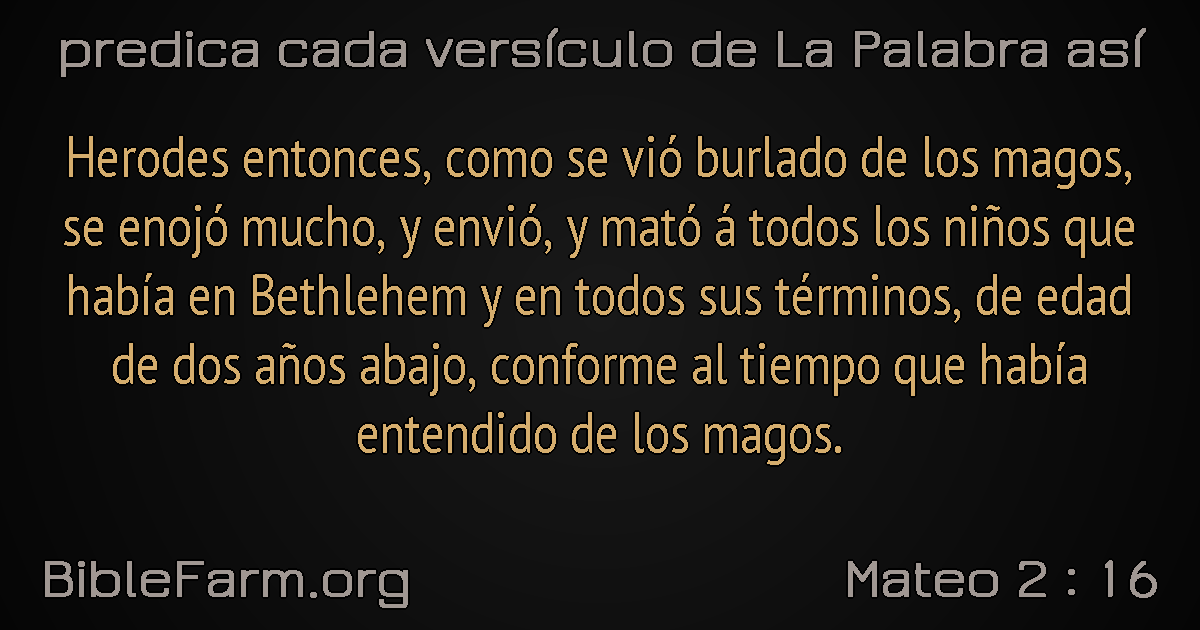 predica cada versículo de La Palabra así
Herodes entonces, como se vió burlado de los magos,
se enojó mucho, y envió, y mató á todos los niños que
había en Bethlehem y en todos sus términos, de edad
de dos años abajo, conforme al tiempo que había
entendido de los magos.
BibleFarm.org
Mateo 2 : 16